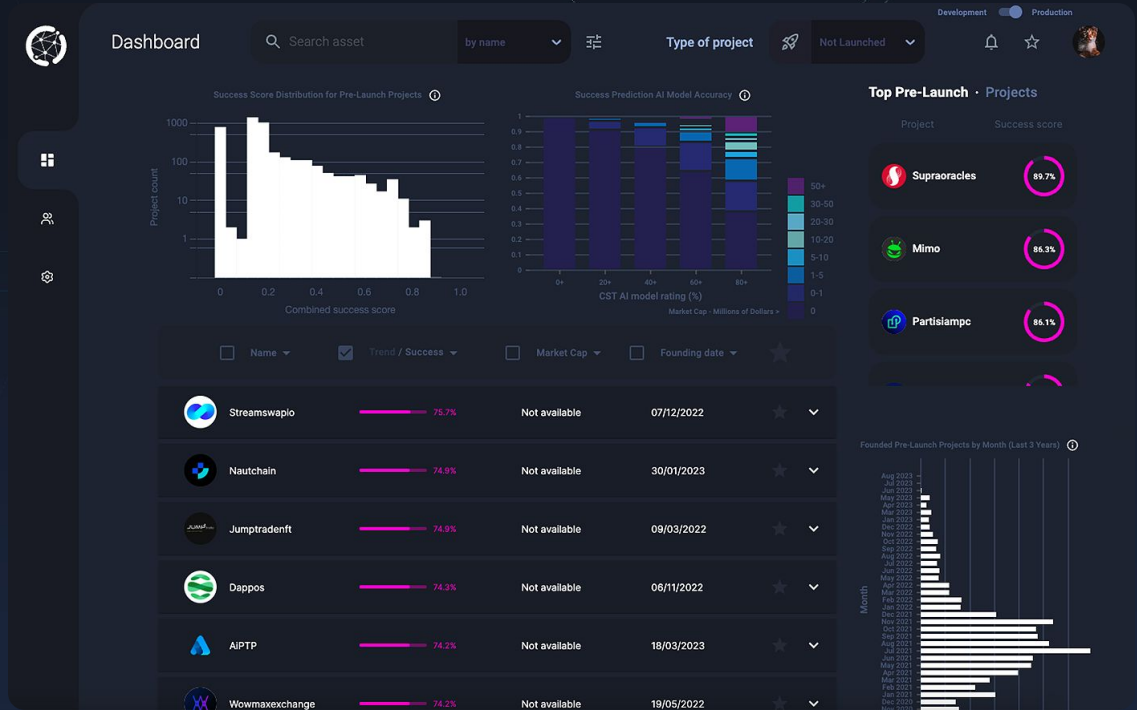 Development Production
Dashboard
Search asset
by name
Type of project
Not Launched
Success Score Distribution for Pre-Launch Projects
Project count
1000
100
10
1
0 0.2 0.4 0.6 0.8 1.0
Combined success score
Success Prediction AI Model Accuracy
1
0.9
0.8
0.7
0.6
0.5
0.4
0.3
0.2
0.1
0
0+ 20+ 40+ 60+ 80+
CST AI model rating (%)
Market Cap - Millions of Dollars >
50+
30-50
20-30
10-20
5-10
1-5
0-1
0
Top Pre-Launch · Projects
Project Success score
Supraoracles 89.7%
Mimo 86.3%
Partisiampc 86.1%
Name Trend / Success Market Cap Founding date
Streamswapio 75.7% Not available 07/12/2022
Nautchain 74.9% Not available 30/01/2023
Jumptradenft 74.9% Not available 09/03/2022
Dappos 74.3% Not available 06/11/2022
AiPTP 74.2% Not available 18/03/2023
Wowmaxexchange 74.2% Not available 19/05/2022
Founded Pre-Launch Projects by Month (Last 3 Years)
Month
Aug 2023
Jul 2023
Jun 2023
May 2023
Apr 2023
Mar 2023
Jan 2023
Dec 2022
Nov 2022
Oct 2022
Sep 2022
Aug 2022
Jul 2022
Jun 2022
May 2022
Apr 2022
Mar 2022
Feb 2022
Jan 2022
Dec 2021
Nov 2021
Oct 2021
Sep 2021
Aug 2021
Jul 2021
Jun 2021
May 2021
Apr 2021
Mar 2021
Feb 2021
Jan 2021
Dec 2020
Nov 2020